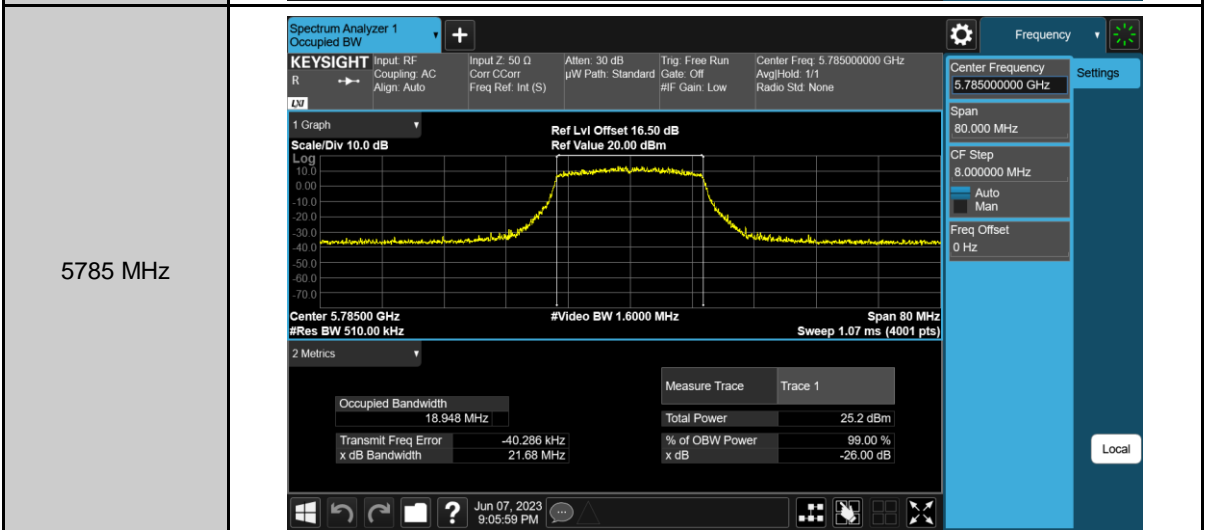 5785 MHz
Spectrum Analyzer 1
Occupied BW
+
Frequency
KEYSIGHT
R
LXI
Input: RF
Coupling: AC
Align: Auto
Input Z: 50 Ω
Corr CCorr
Freq Ref: Int (S)
Atten: 30 dB
µW Path: Standard
Trig: Free Run
Gate: Off
#IF Gain: Low
Center Freq: 5.785000000 GHz
Avg|Hold: 1/1
Radio Std: None
Center Frequency
5.785000000 GHz
Settings
Span
80.000 MHz
CF Step
8.000000 MHz
Auto
Man
Freq Offset
0 Hz
Local
1 Graph
Scale/Div 10.0 dB
Ref Lvl Offset 16.50 dB
Ref Value 20.00 dBm
Log
10.0
0.00
-10.0
-20.0
-30.0
-40.0
-50.0
-60.0
-70.0
Center 5.78500 GHz
#Video BW 1.6000 MHz
Span 80 MHz
#Res BW 510.00 kHz
Sweep 1.07 ms (4001 pts)
2 Metrics
Measure Trace Trace 1
Occupied Bandwidth
18.948 MHz
Total Power 25.2 dBm
Transmit Freq Error -40.286 kHz
% of OBW Power 99.00 %
x dB Bandwidth 21.68 MHz
x dB -26.00 dB
?
Jun 07, 2023
9:05:59 PM